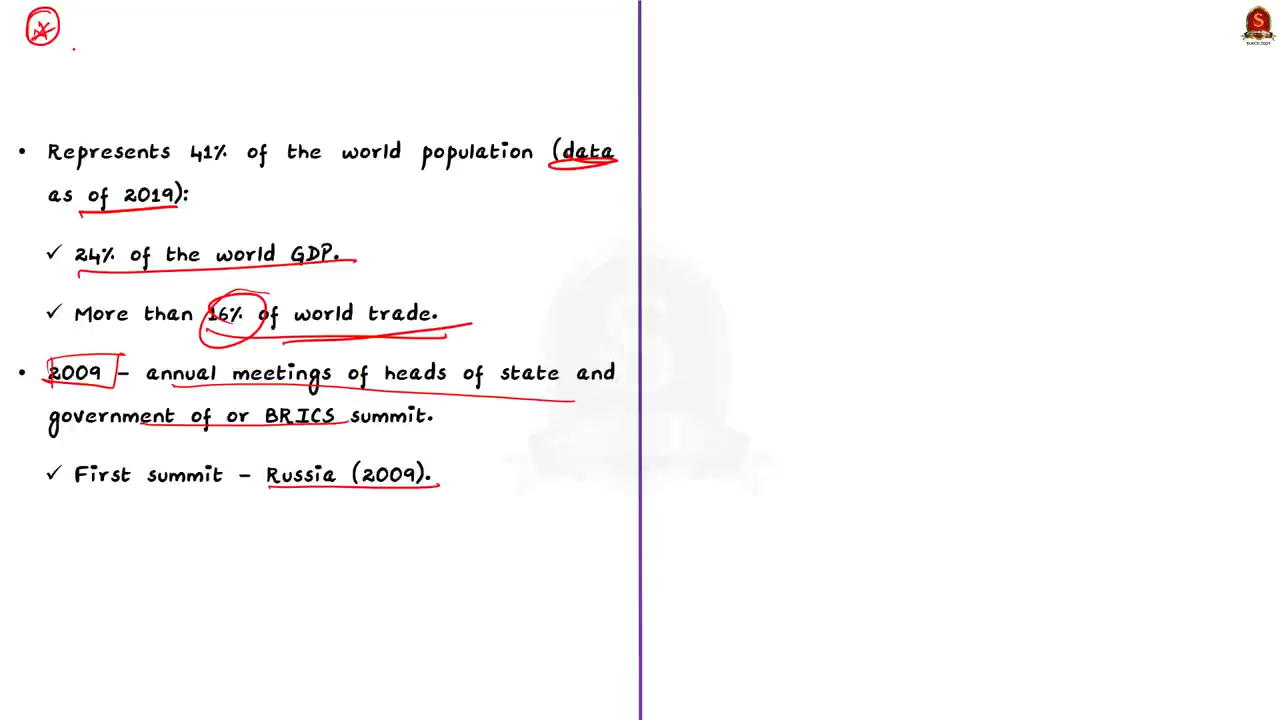 • Represents 41% of the world population (data
as of 2019):
✓ 24% of the world GDP.
✓ More than 16% of world trade.
• 2009 - annual meetings of heads of state and
government of or BRICS summit.
✓ First summit - Russia (2009).
S
S